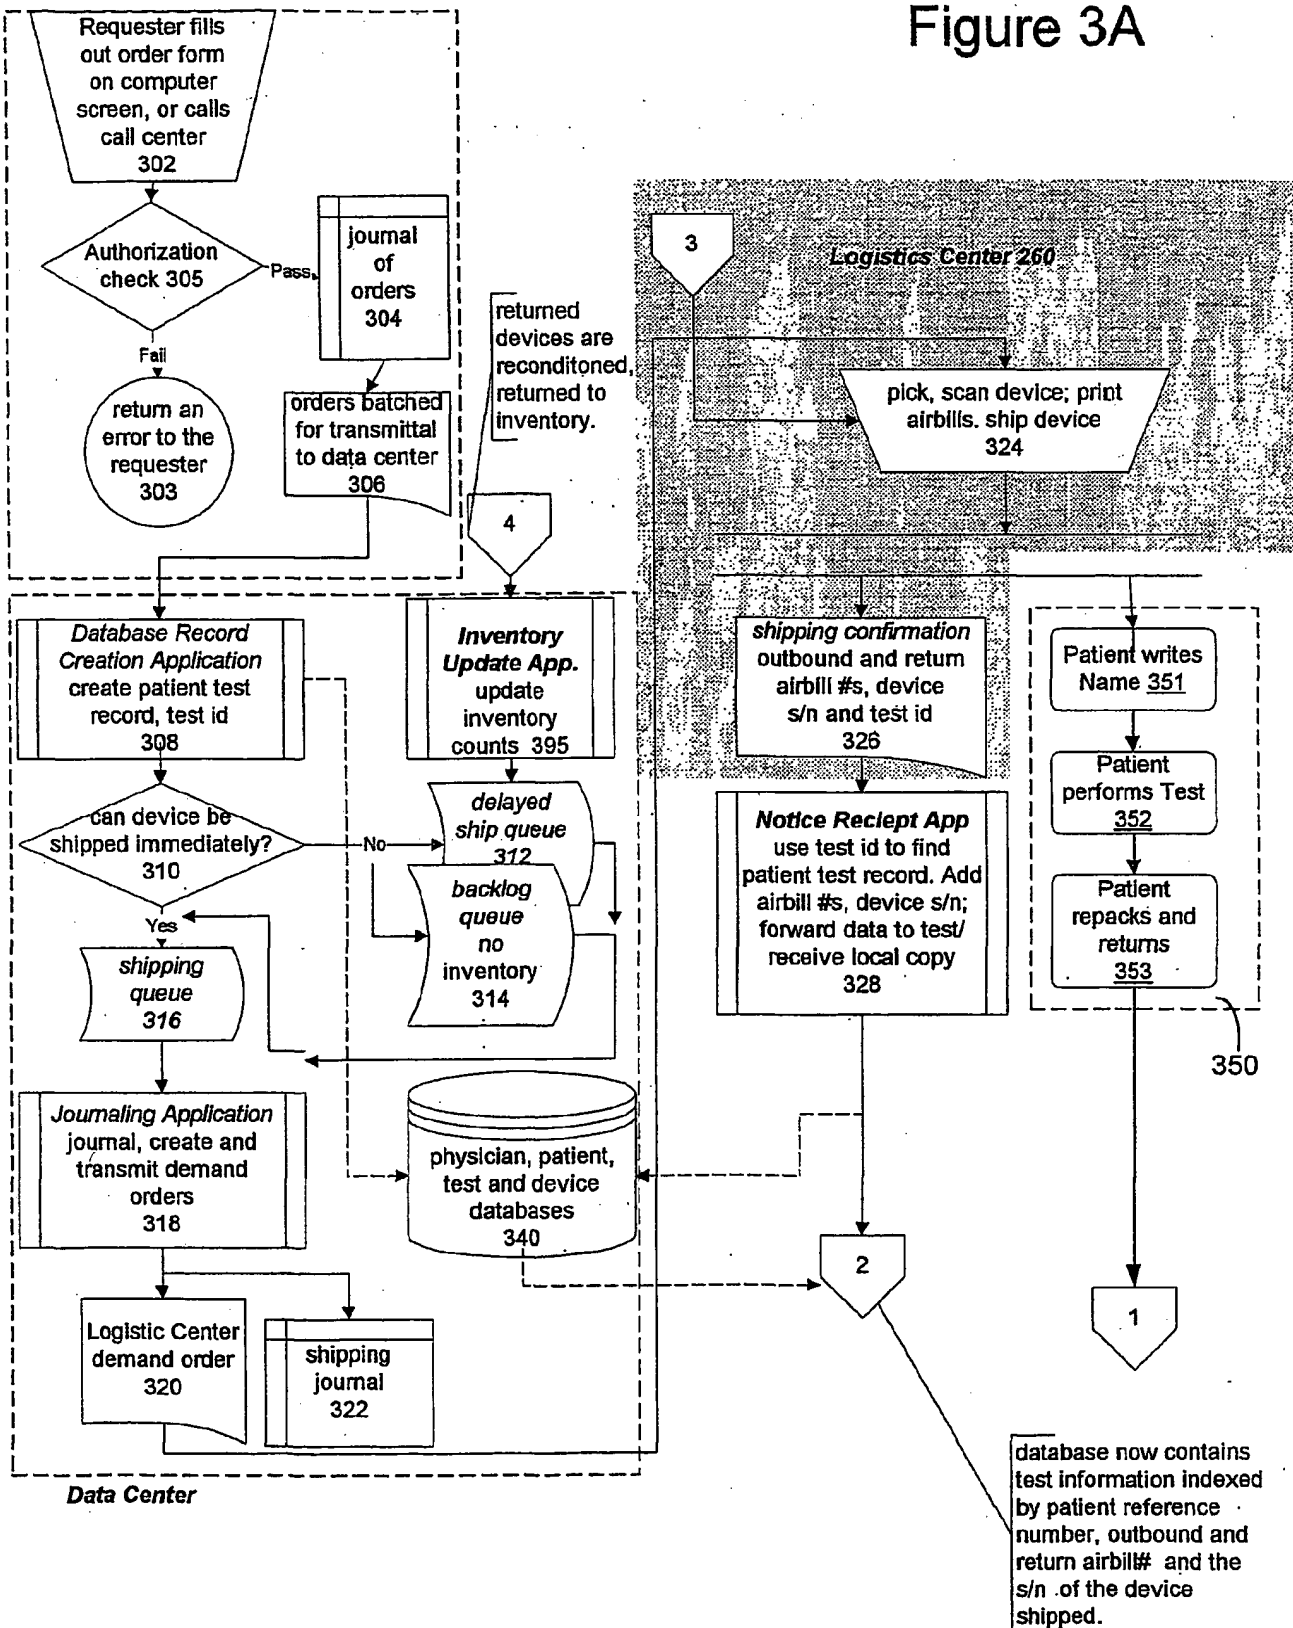 Figure 3A
Requester fills
out order form
on computer
screen, or calls
call center
302
Authorization
check 305
Pass
Fail
return an
error to the
requester
303
journal
of
orders
304
orders batched
for transmittal
to data center
306
returned
devices are
reconditoned,
returned to
inventory.
4
3
Logistics Center 260
pick, scan device; print
airbills. ship device
324
Database Record
Creation Application
create patient test
record, test id
308
can device be
shipped immediately?
310
No
Yes
shipping
queue
316
Journaling Application
journal, create and
transmit demand
orders
318
Logistic Center
demand order
320
shipping
journal
322
Data Center
Inventory
Update App.
update
inventory
counts 395
delayed
ship queue
312
backlog
queue
no
inventory
314
physician, patient,
test and device
databases
340
shipping confirmation
outbound and return
airbill #s, device
s/n and test id
326
Notice Reciept App
use test id to find
patient test record. Add
airbill #s, device s/n;
forward data to test/
receive local copy
328
2
Patient writes
Name 351
Patient
performs Test
352
Patient
repacks and
returns
353
350
1
database now contains
test information indexed
by patient reference
number, outbound and
return airbill# and the
s/n of the device
shipped.